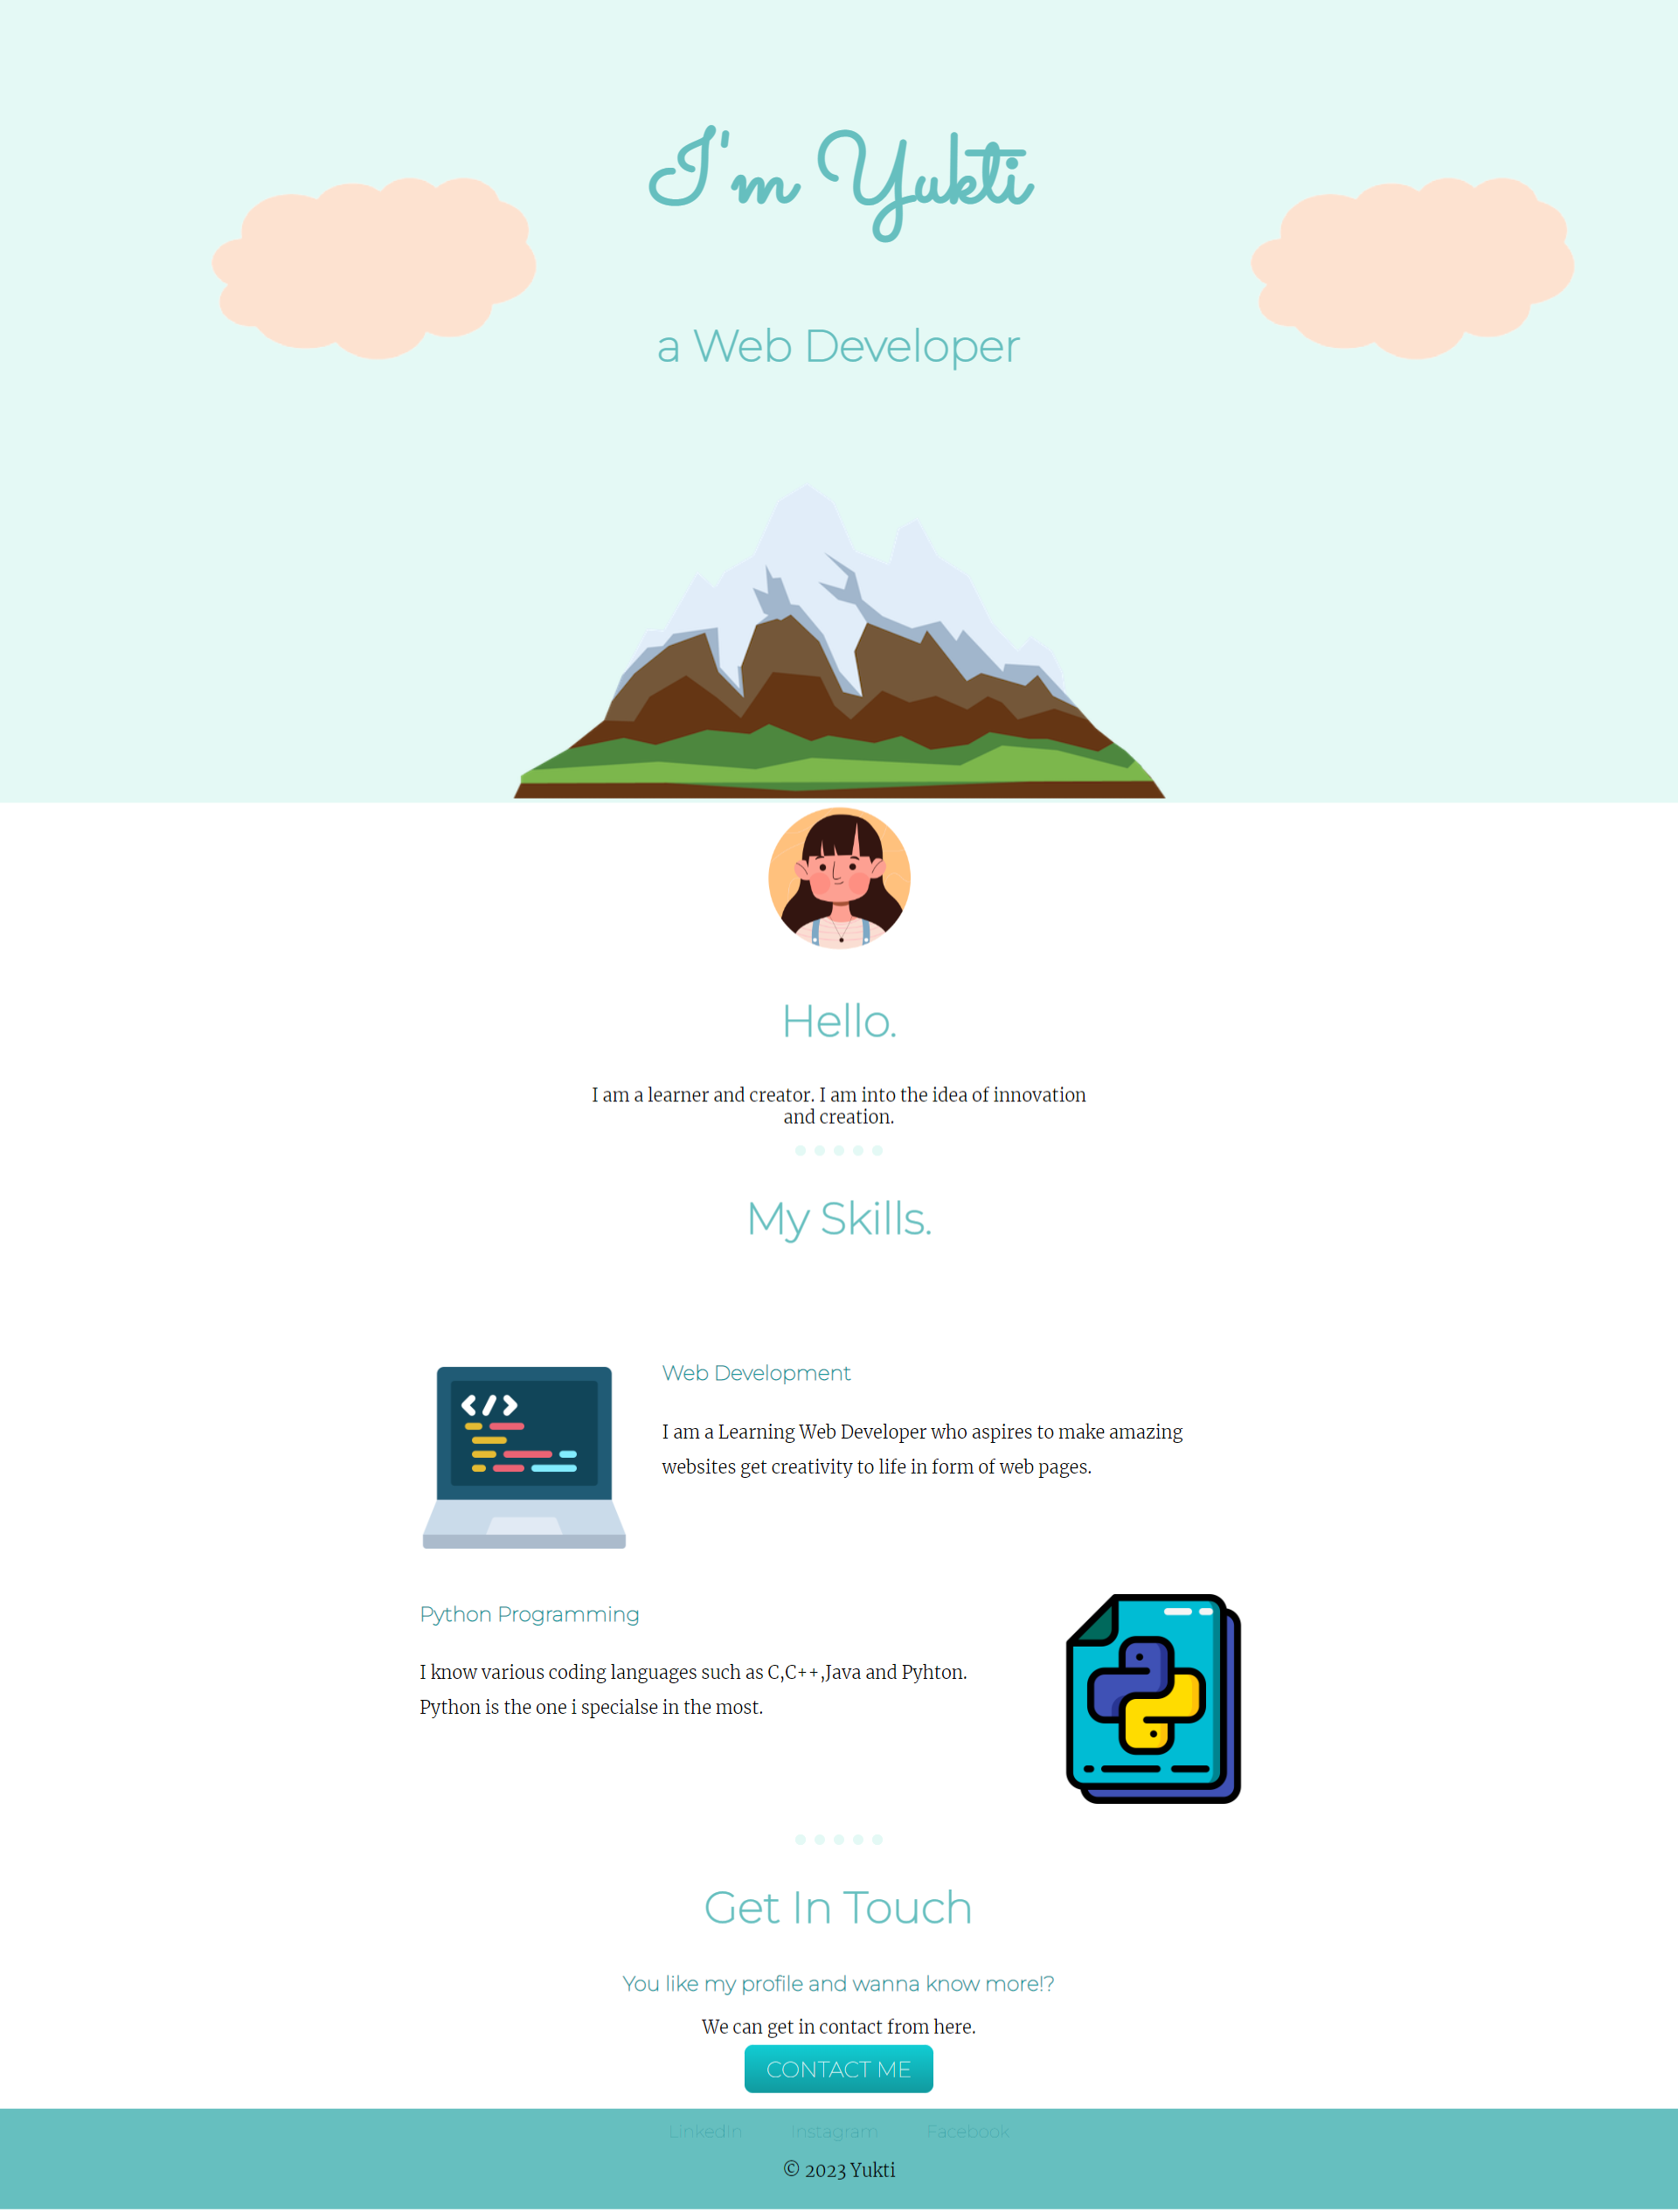 I'm Yukti
a Web Developer
Hello.
I am a learner and creator. I am into the idea of innovation
and creation.
My Skills.
</>
Web Development
I am a Learning Web Developer who aspires to make amazing
websites get creativity to life in form of web pages.
Python Programming
I know various coding languages such as C,C++,Java and Pyhton.
Python is the one i specialse in the most.
Get In Touch
You like my profile and wanna know more!?
We can get in contact from here.
CONTACT ME
LinkedIn Instagram Facebook
© 2023 Yukti